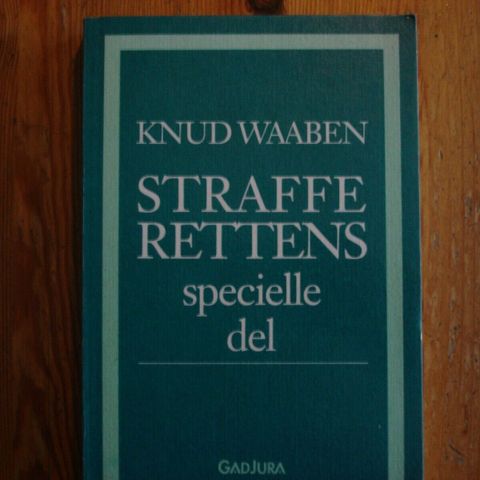 KNUD WAABEN
STRAFFE
RETTENS
specielle
del
GADJURA